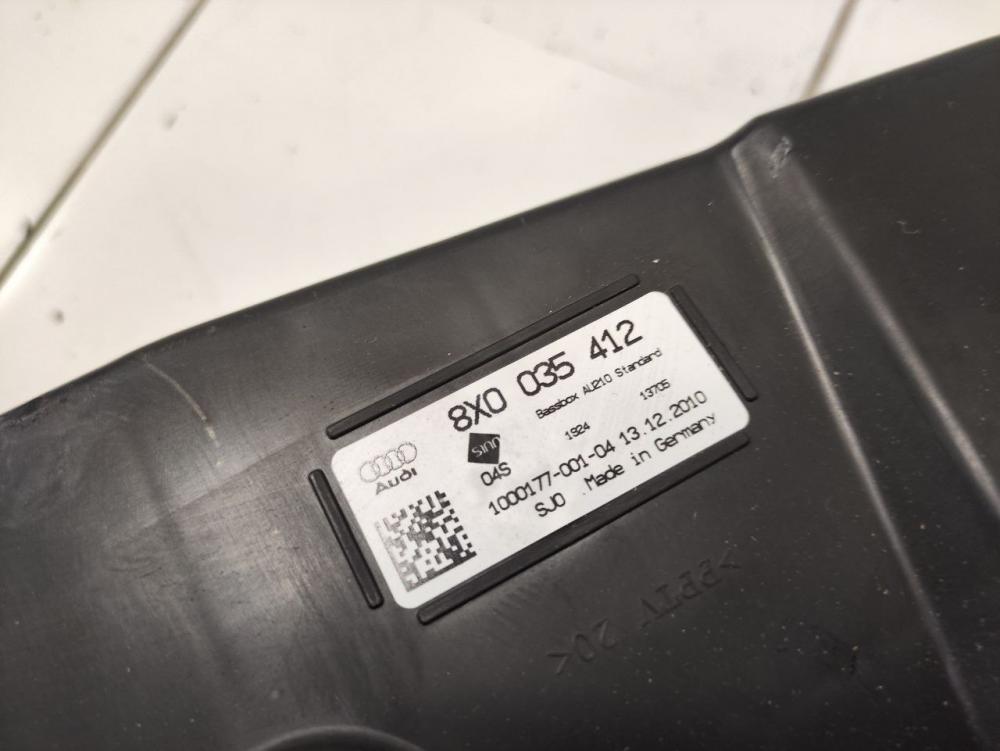 8X0 035 412
Bassbox AU210 Standard
1924 13705
04S
1000177-001-04 13.12.2010
SJ0 Made in Germany
Audi
>PPTV 20<